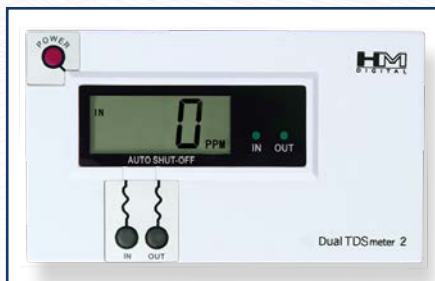 POWER
HM
DIGITAL
IN
0
PPM
IN OUT
AUTO SHUT-OFF
IN OUT
Dual TDS meter 2